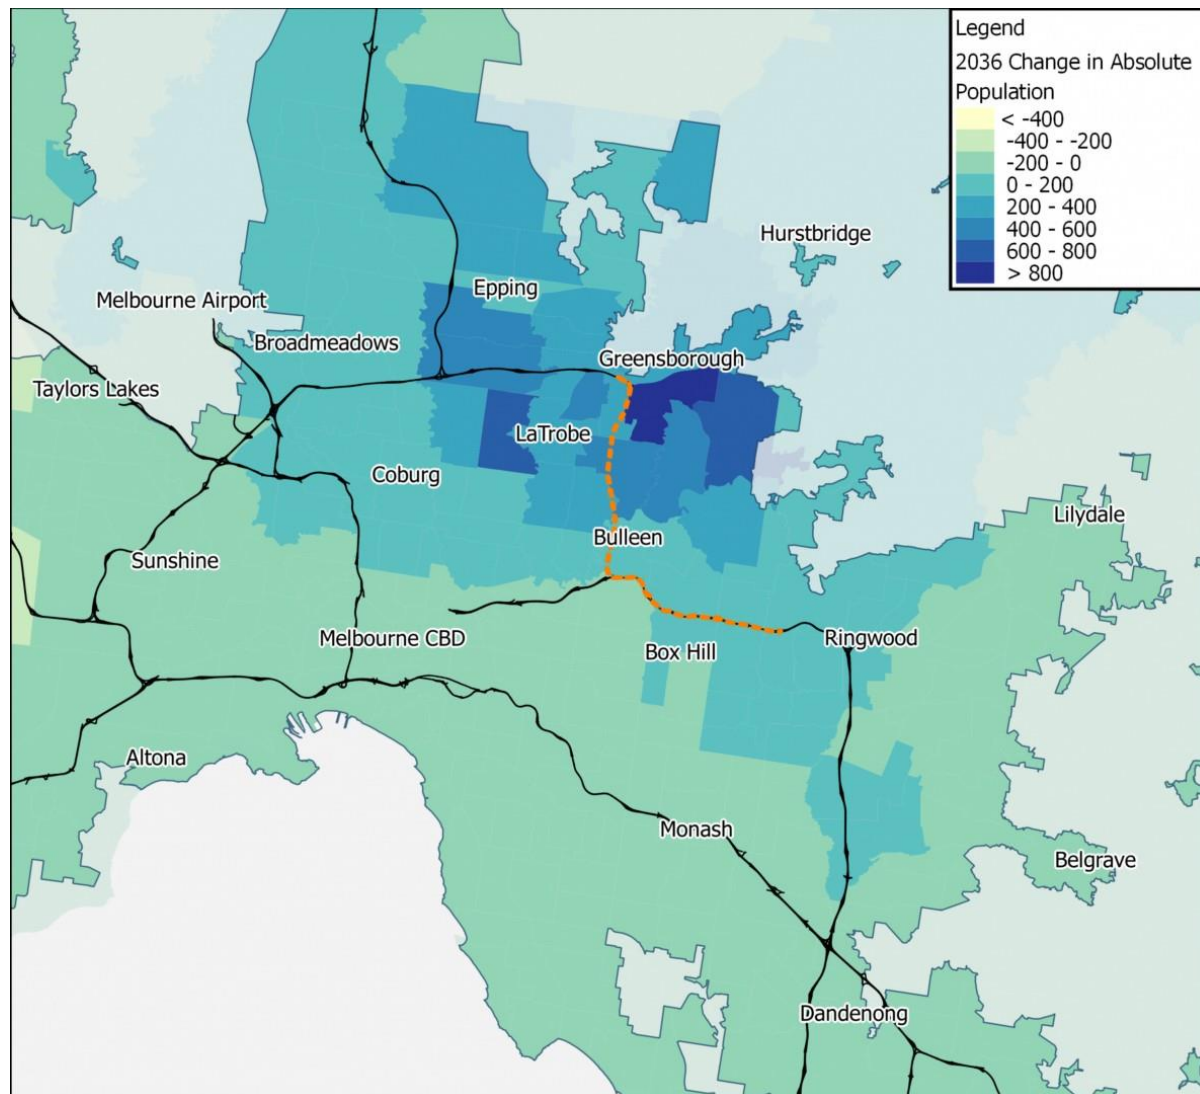 Legend
2036 Change in Absolute
Population
< -400
-400 - -200
-200 - 0
0 - 200
200 - 400
400 - 600
600 - 800
> 800
Hurstbridge
Epping
Melbourne Airport
Broadmeadows
Greensborough
Taylors Lakes
LaTrobe
Coburg
Lilydale
Bulleen
Sunshine
Melbourne CBD
Ringwood
Box Hill
Altona
Monash
Belgrave
Dandenong